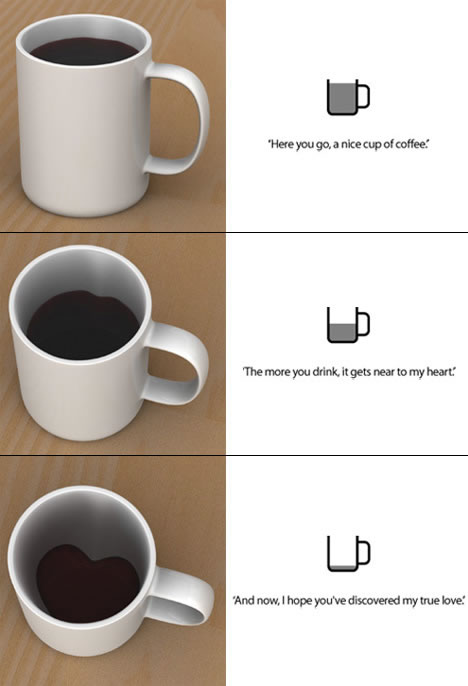 “Here you go, a nice cup of coffee.”
‘The more you drink, it gets near to my heart.”
‘And now, I hope you've discovered my true love.”